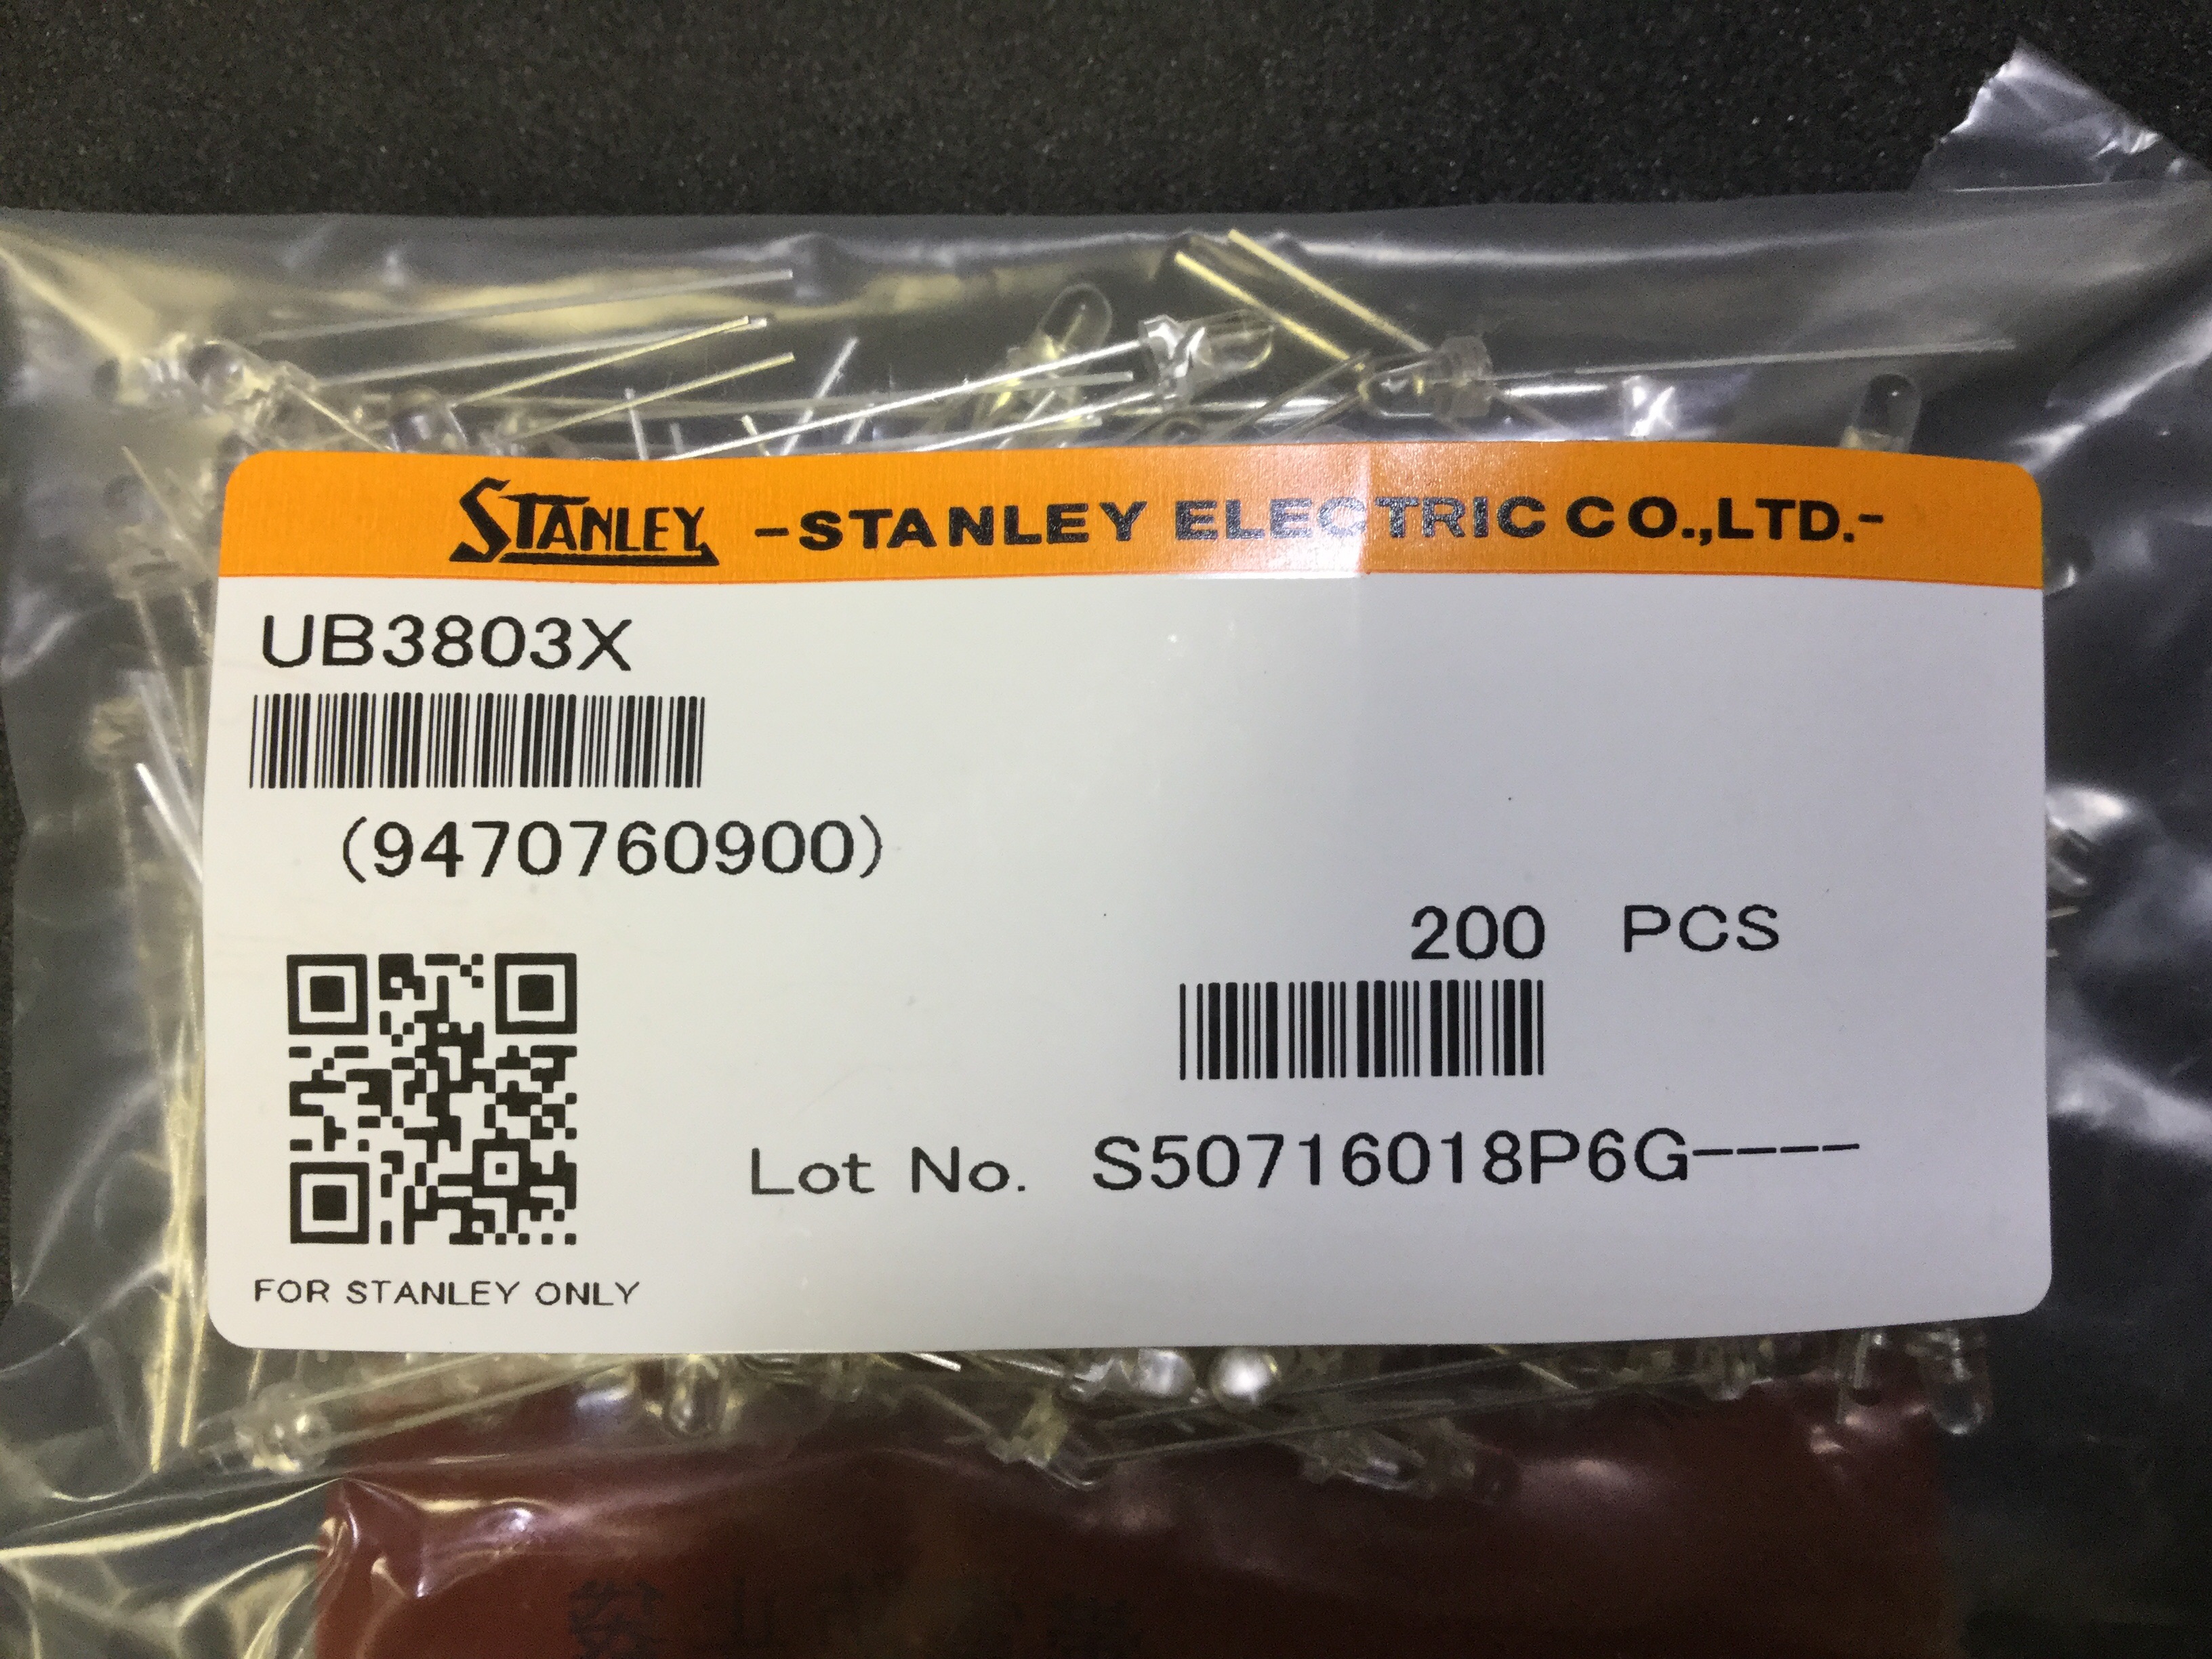 STANLEY -STANLEY ELECTRIC CO.,LTD.-
UB3803X
(9470760900)
200 PCS
Lot No. S50716018P6G----
FOR STANLEY ONLY